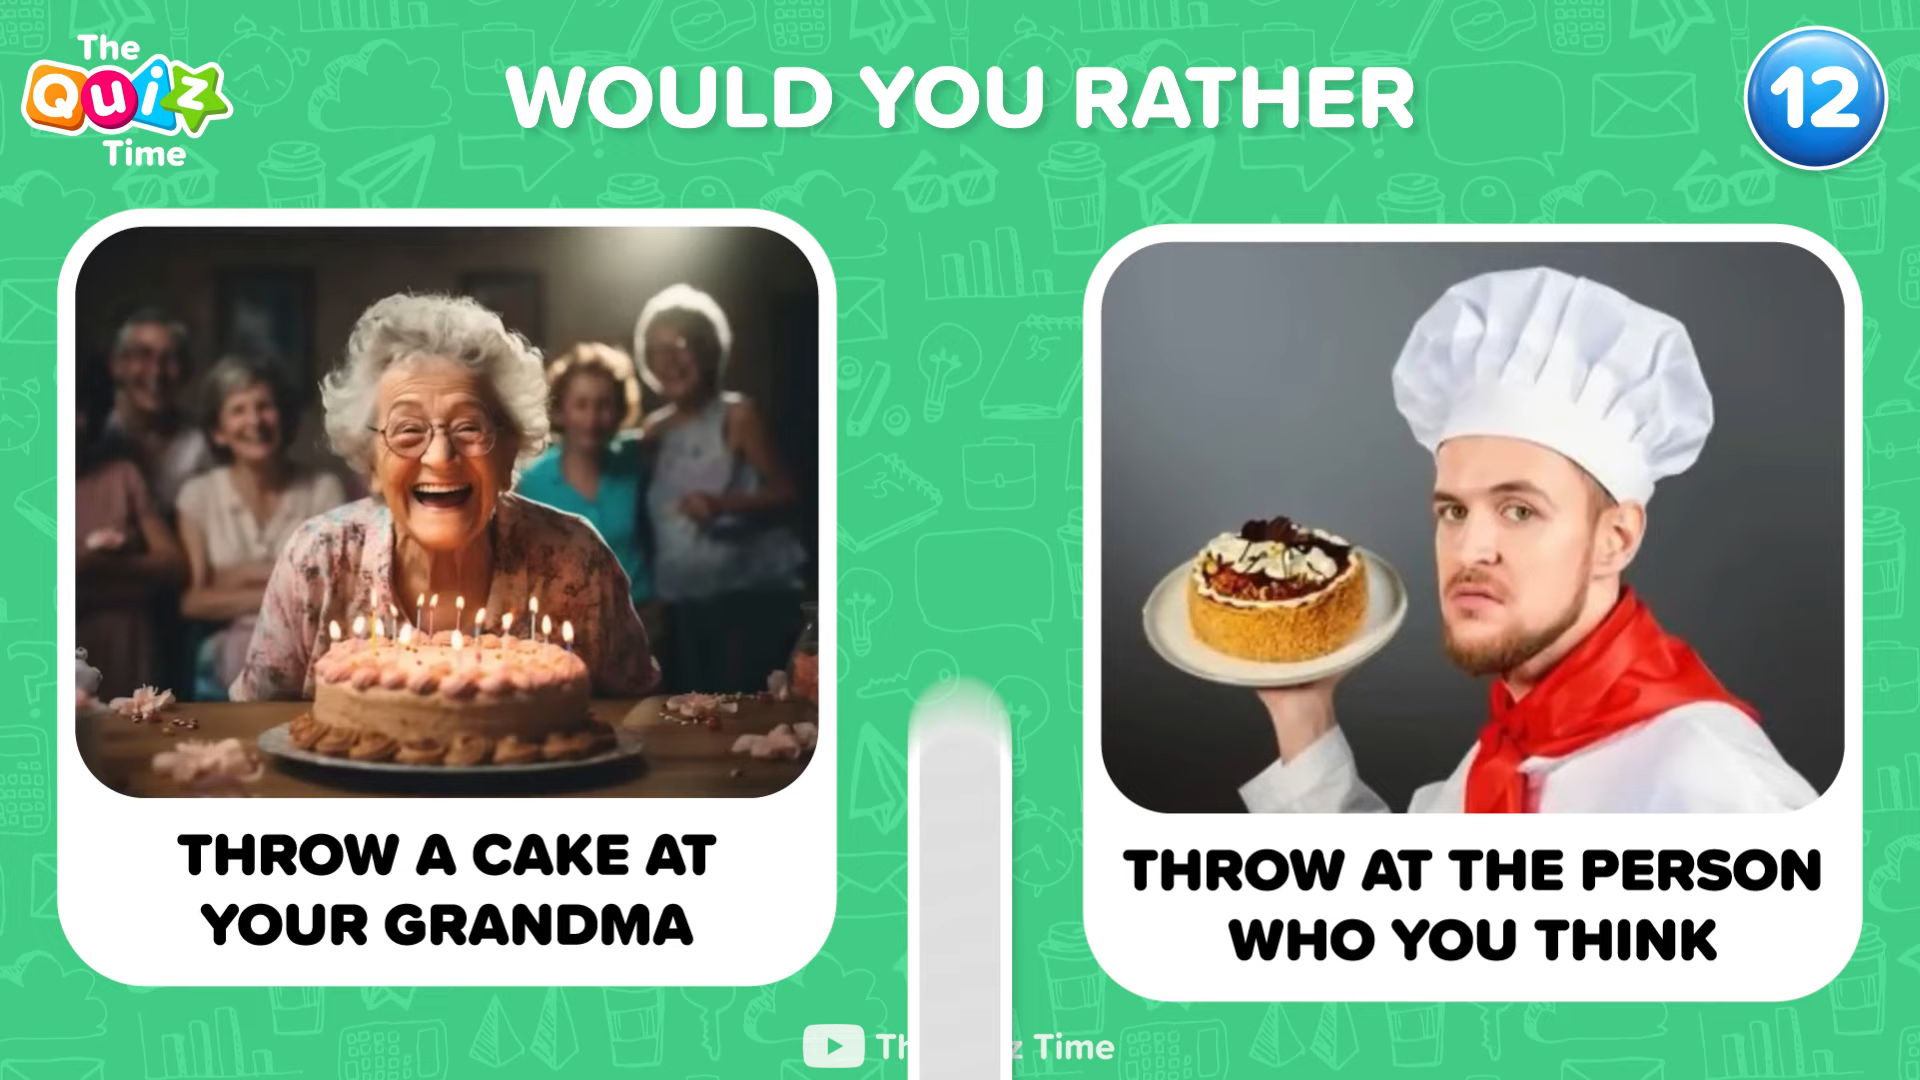 The
Quiz
Time
WOULD YOU RATHER
12
THROW A CAKE AT
YOUR GRANDMA
THROW AT THE PERSON
WHO YOU THINK
Time